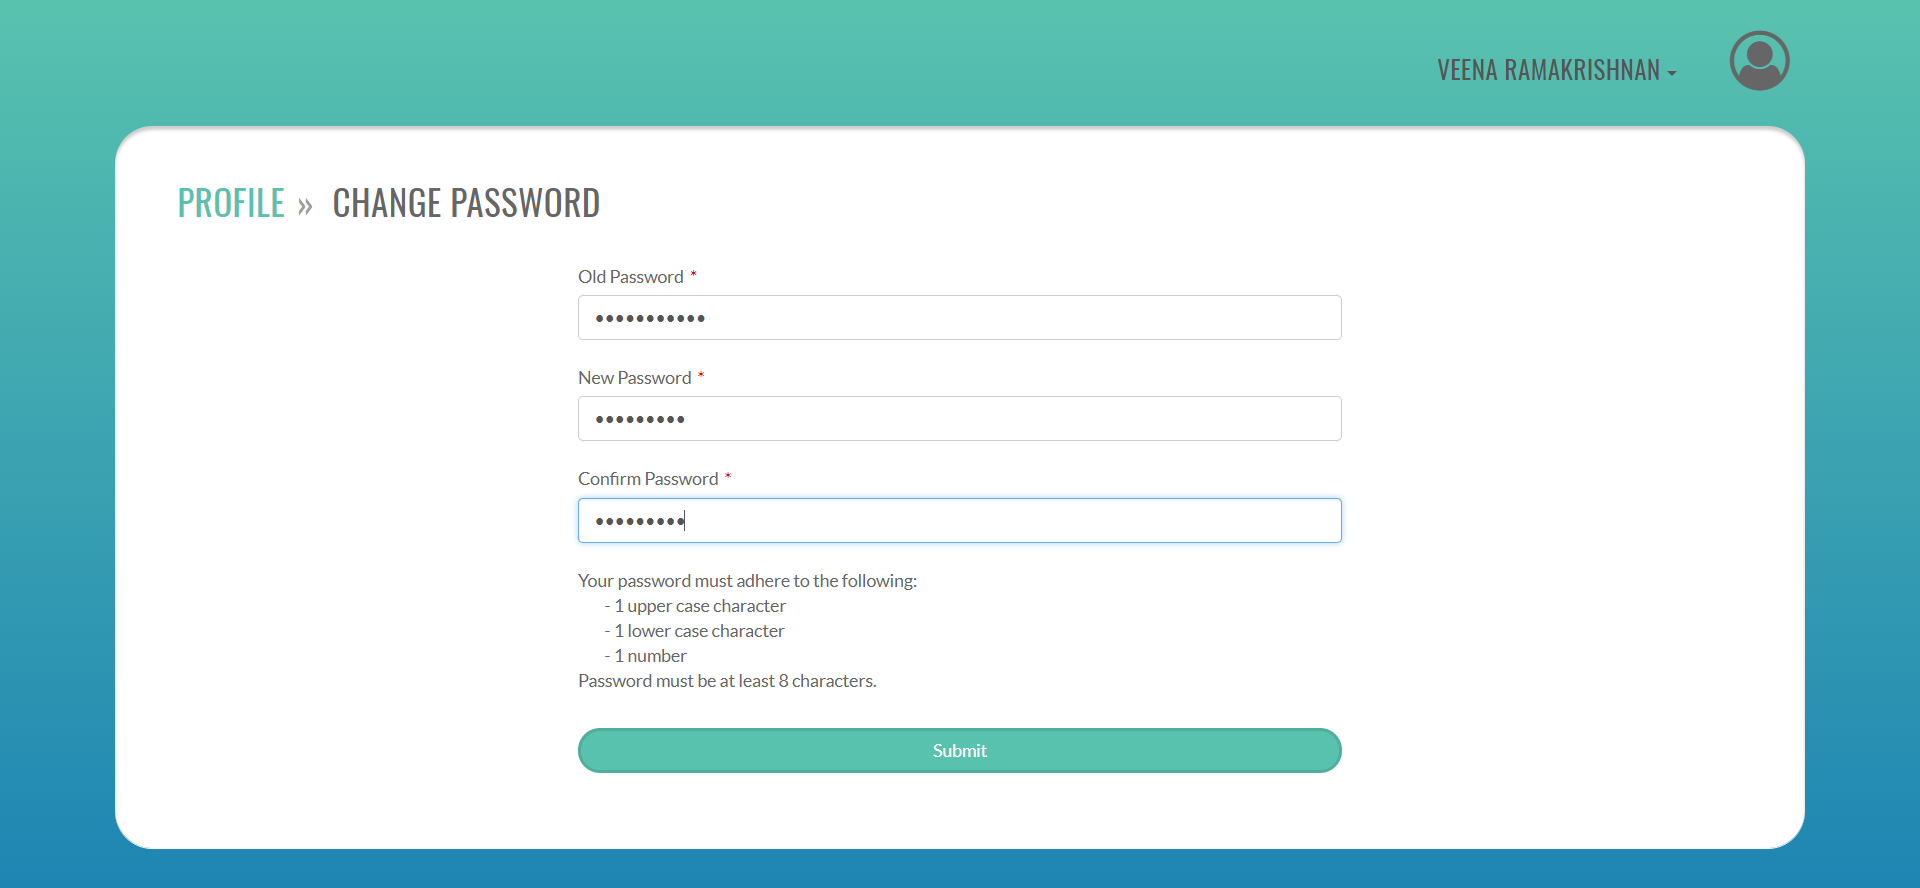 VEENA RAMAKRISHNAN
PROFILE » CHANGE PASSWORD
Old Password *
•••••••••••
New Password *
•••••••••
Confirm Password *
•••••••••
Your password must adhere to the following:
- 1 upper case character
- 1 lower case character
- 1 number
Password must be at least 8 characters.
Submit